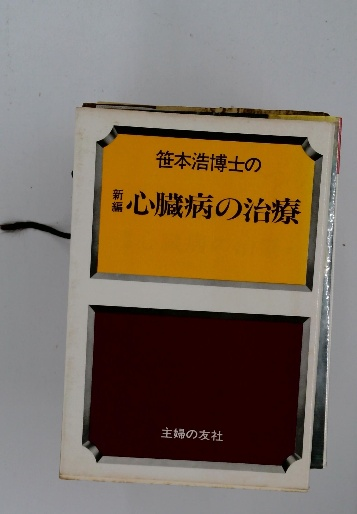 笹本浩博士の
新編 心臓病の治療
主婦の友社